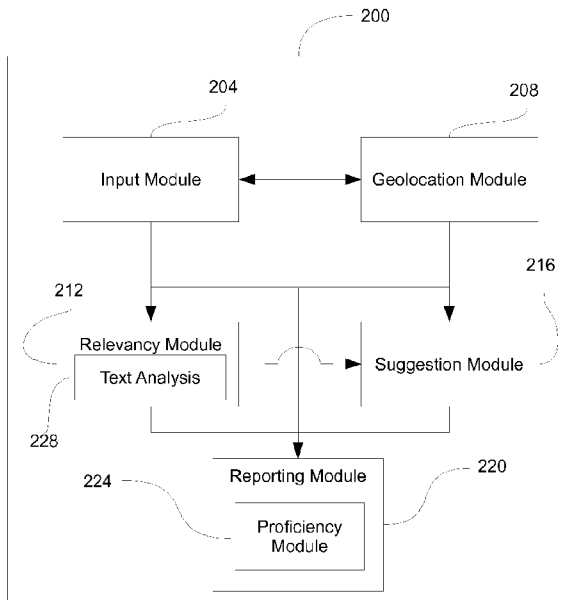 200
204
208
Input Module
Geolocation Module
212
216
Relevancy Module
Suggestion Module
Text Analysis
228
Reporting Module
220
224
Proficiency
Module